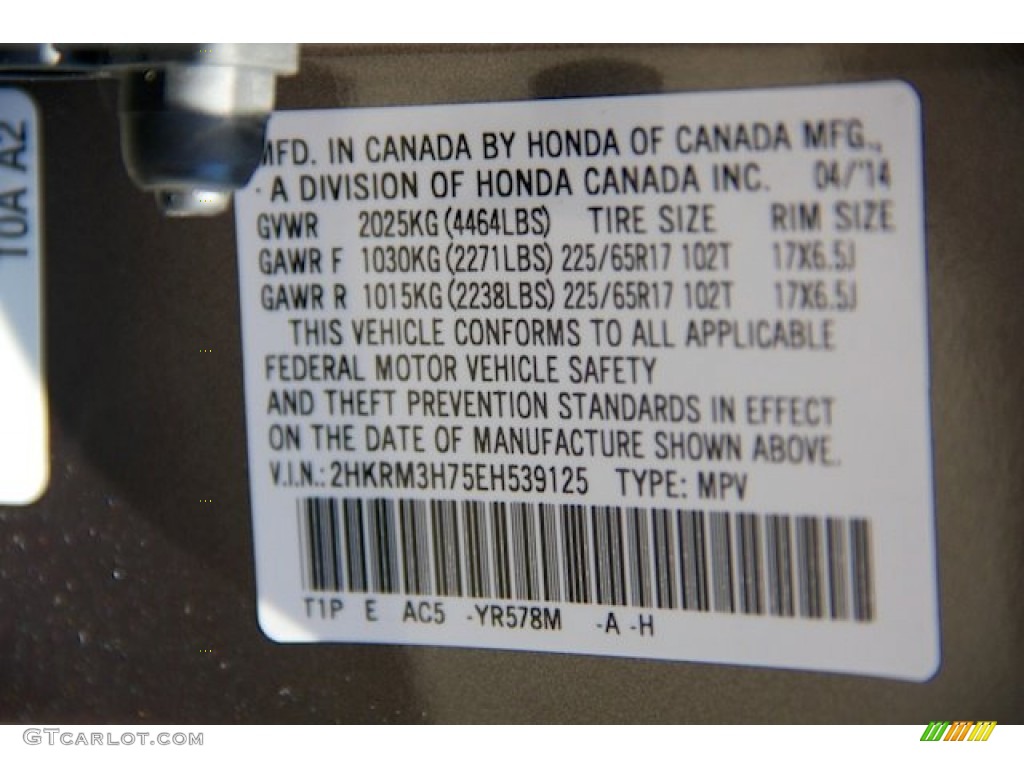 10A A2
MFD. IN CANADA BY HONDA OF CANADA MFG.,
A DIVISION OF HONDA CANADA INC. 04/'14
GVWR 2025KG (4464LBS) TIRE SIZE RIM SIZE
GAWR F 1030KG (2271LBS) 225/65R17 102T 17X6.5J
GAWR R 1015KG (2238LBS) 225/65R17 102T 17X6.5J
THIS VEHICLE CONFORMS TO ALL APPLICABLE
FEDERAL MOTOR VEHICLE SAFETY
AND THEFT PREVENTION STANDARDS IN EFFECT
ON THE DATE OF MANUFACTURE SHOWN ABOVE.
V.I.N.: 2HKRM3H75EH539125 TYPE: MPV
T1P E AC5 -YR578M -A -H
GTCARLOT.COM